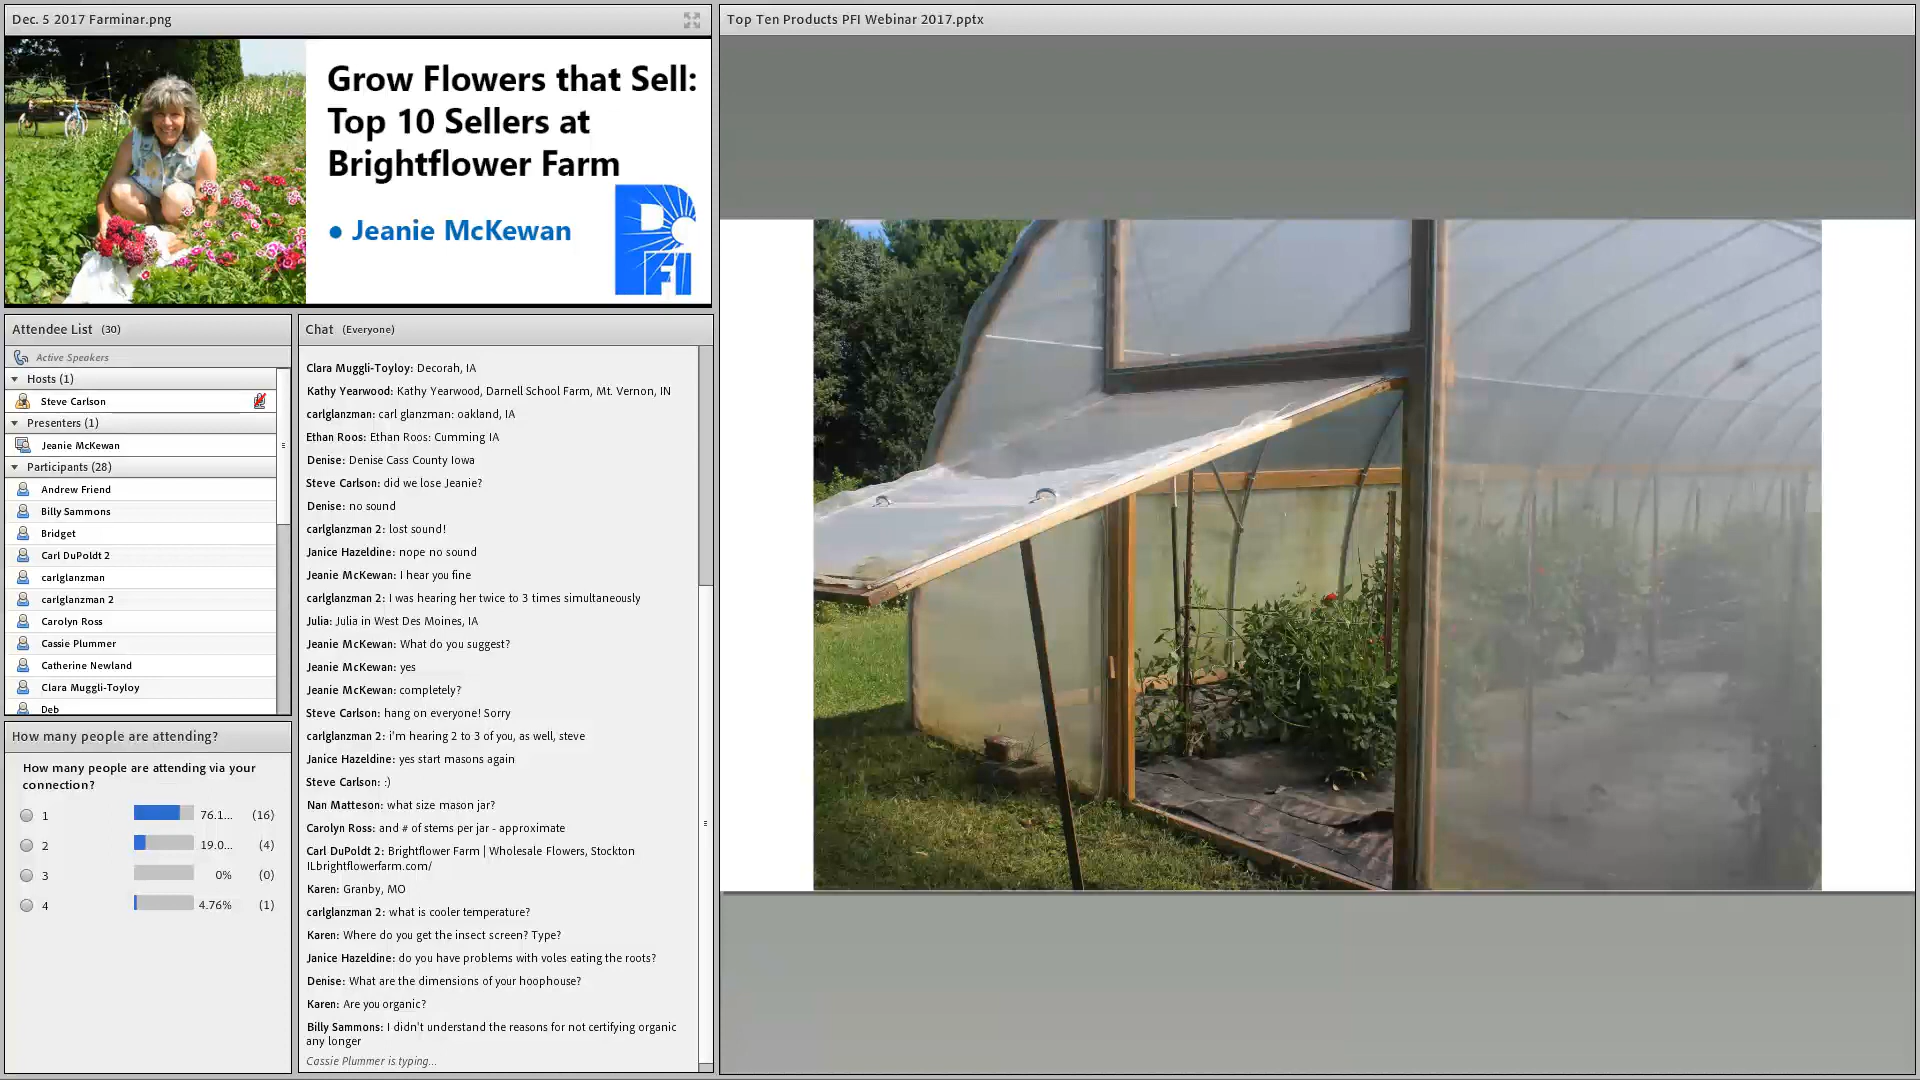 Dec. 5 2017 Farminar.png
Grow Flowers that Sell:
Top 10 Sellers at
Brightflower Farm
● Jeanie McKewan
PFI
Attendee List (30)
Active Speakers
Hosts (1)
Steve Carlson
Presenters (1)
Jeanie McKewan
Participants (28)
Andrew Friend
Billy Sammons
Bridget
Carl DuPoldt 2
carlglanzman
carlglanzman 2
Carolyn Ross
Cassie Plummer
Catherine Newland
Clara Muggli-Toyloy
Deb
How many people are attending?
How many people are attending via your
connection?
1 76.1... (16)
2 19.0... (4)
3 0% (0)
4 4.76% (1)
Chat (Everyone)
Clara Muggli-Toyloy: Decorah, IA
Kathy Yearwood: Kathy Yearwood, Darnell School Farm, Mt. Vernon, IN
carlglanzman: carl glanzman: oakland, IA
Ethan Roos: Ethan Roos: Cumming IA
Denise: Denise Cass County Iowa
Steve Carlson: did we lose Jeanie?
Denise: no sound
carlglanzman 2: lost sound!
Janice Hazeldine: nope no sound
Jeanie McKewan: I hear you fine
carlglanzman 2: I was hearing her twice to 3 times simultaneously
Julia: Julia in West Des Moines, IA
Jeanie McKewan: What do you suggest?
Jeanie McKewan: yes
Jeanie McKewan: completely?
Steve Carlson: hang on everyone! Sorry
carlglanzman 2: i'm hearing 2 to 3 of you, as well, steve
Janice Hazeldine: yes start masons again
Steve Carlson: :)
Nan Matteson: what size mason jar?
Carolyn Ross: and # of stems per jar - approximate
Carl DuPoldt 2: Brightflower Farm | Wholesale Flowers, Stockton
ILbrightflowerfarm.com/
Karen: Granby, MO
carlglanzman 2: what is cooler temperature?
Karen: Where do you get the insect screen? Type?
Janice Hazeldine: do you have problems with voles eating the roots?
Denise: What are the dimensions of your hoophouse?
Karen: Are you organic?
Billy Sammons: I didn't understand the reasons for not certifying organic
any longer
Cassie Plummer is typing...
Top Ten Products PFI Webinar 2017.pptx